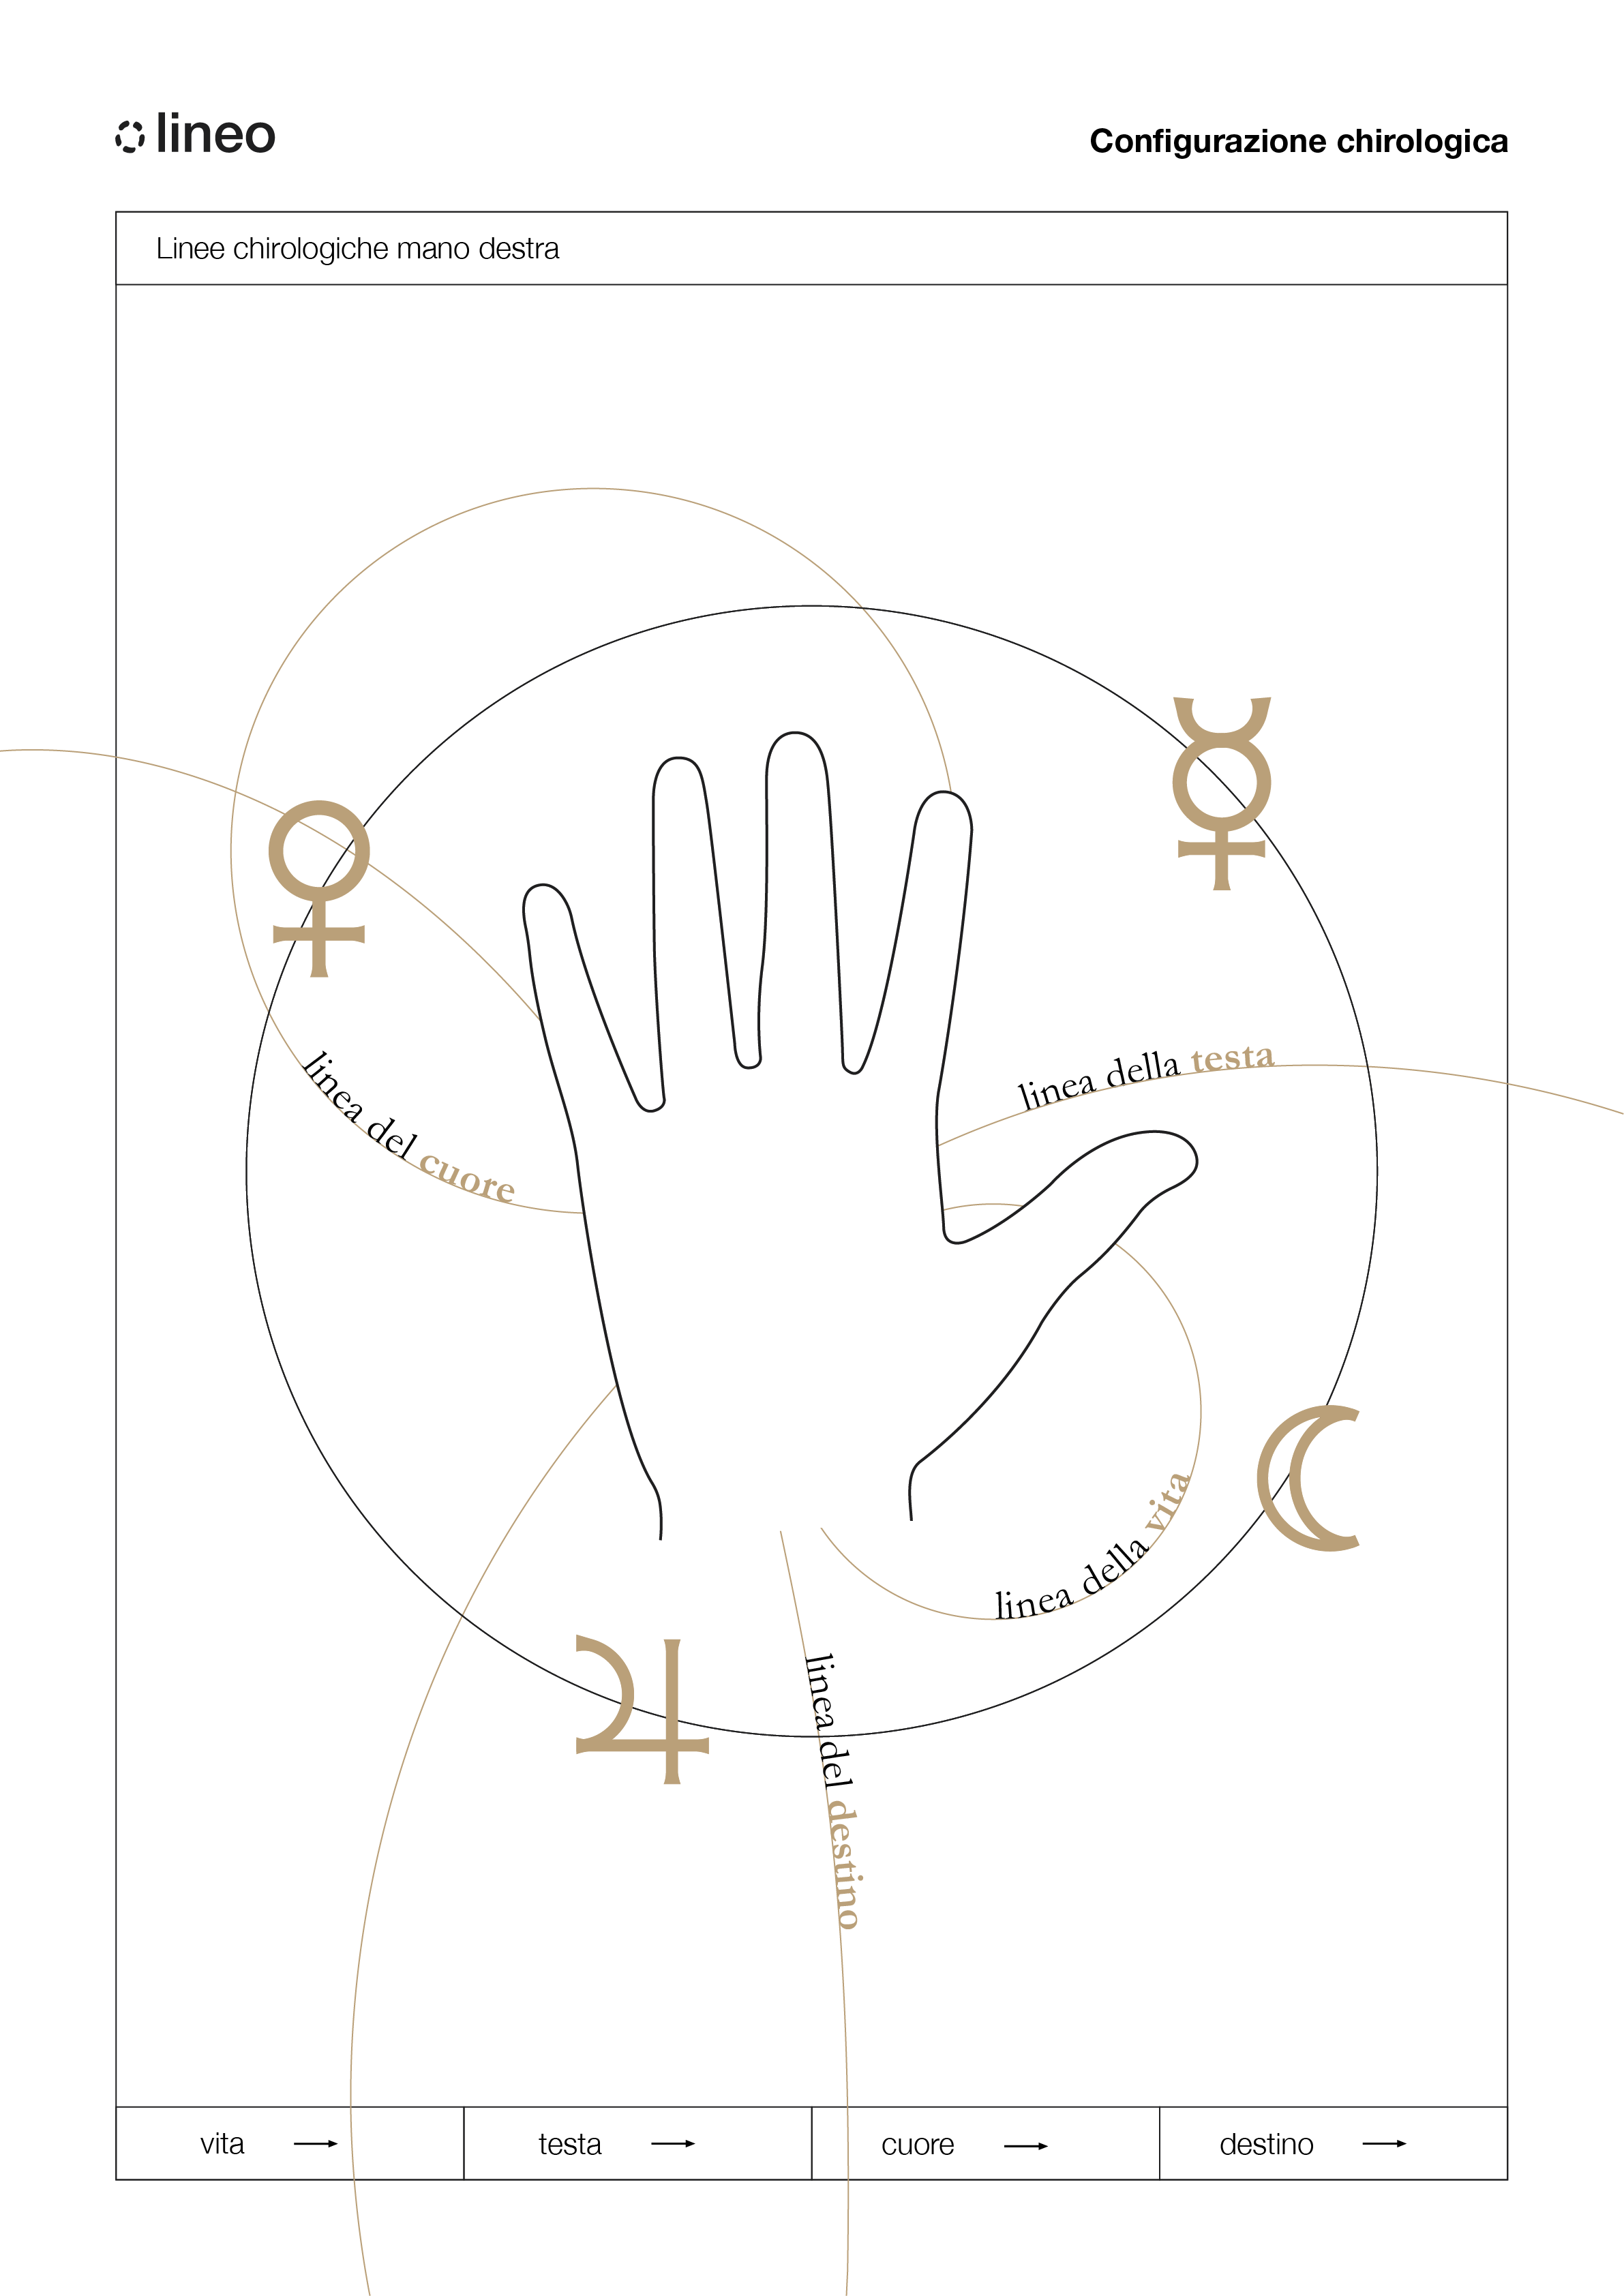 lineo
Configurazione chirologica
Linee chirologiche mano destra
linea della testa
linea del cuore
linea della vita
linea del destino
vita
testa
cuore
destino